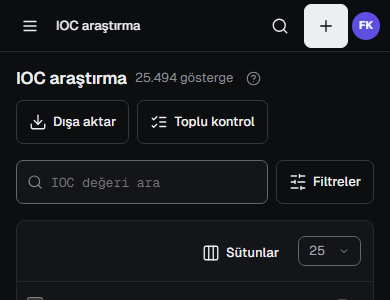 IOC araştırma
FK
IOC araştırma 25.494 gösterge
Dışa aktar
Toplu kontrol
IOC değeri ara
Filtreler
Sütunlar
25